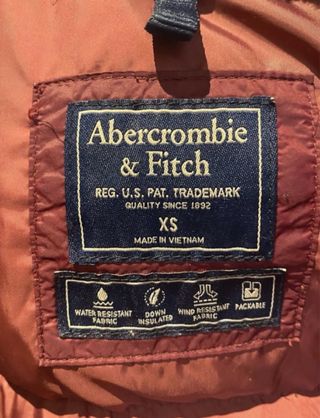 Abercrombie
& Fitch
REG. U.S. PAT. TRADEMARK
QUALITY SINCE 1892
XS
MADE IN VIETNAM
WATER RESISTANT
FABRIC
DOWN
INSULATED
WIND RESISTANT
FABRIC
PACKABLE